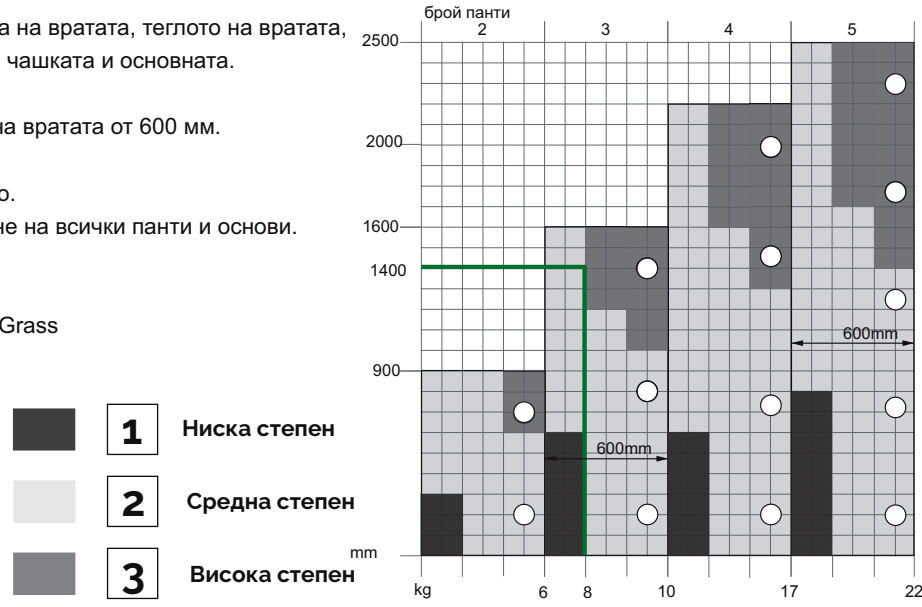 а на вратата, теглото на вратата,
чашката и основната.
на вратата от 600 мм.
о.
не на всички панти и основи.
Grass
1 Ниска степен
2 Средна степен
3 Висока степен
брой панти
2 3 4 5
2500
2000
1600
1400
900
600mm
600mm
mm
kg 6 8 10 17 22